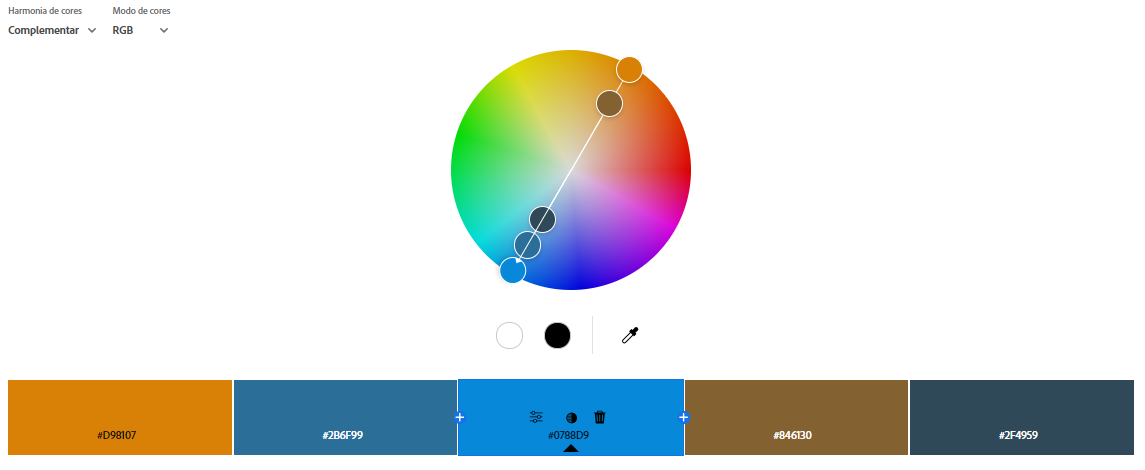 Harmonia de cores
Modo de cores
Complementar
RGB
#D98107
#2B6F99
#0788D9
#846130
#2F4959